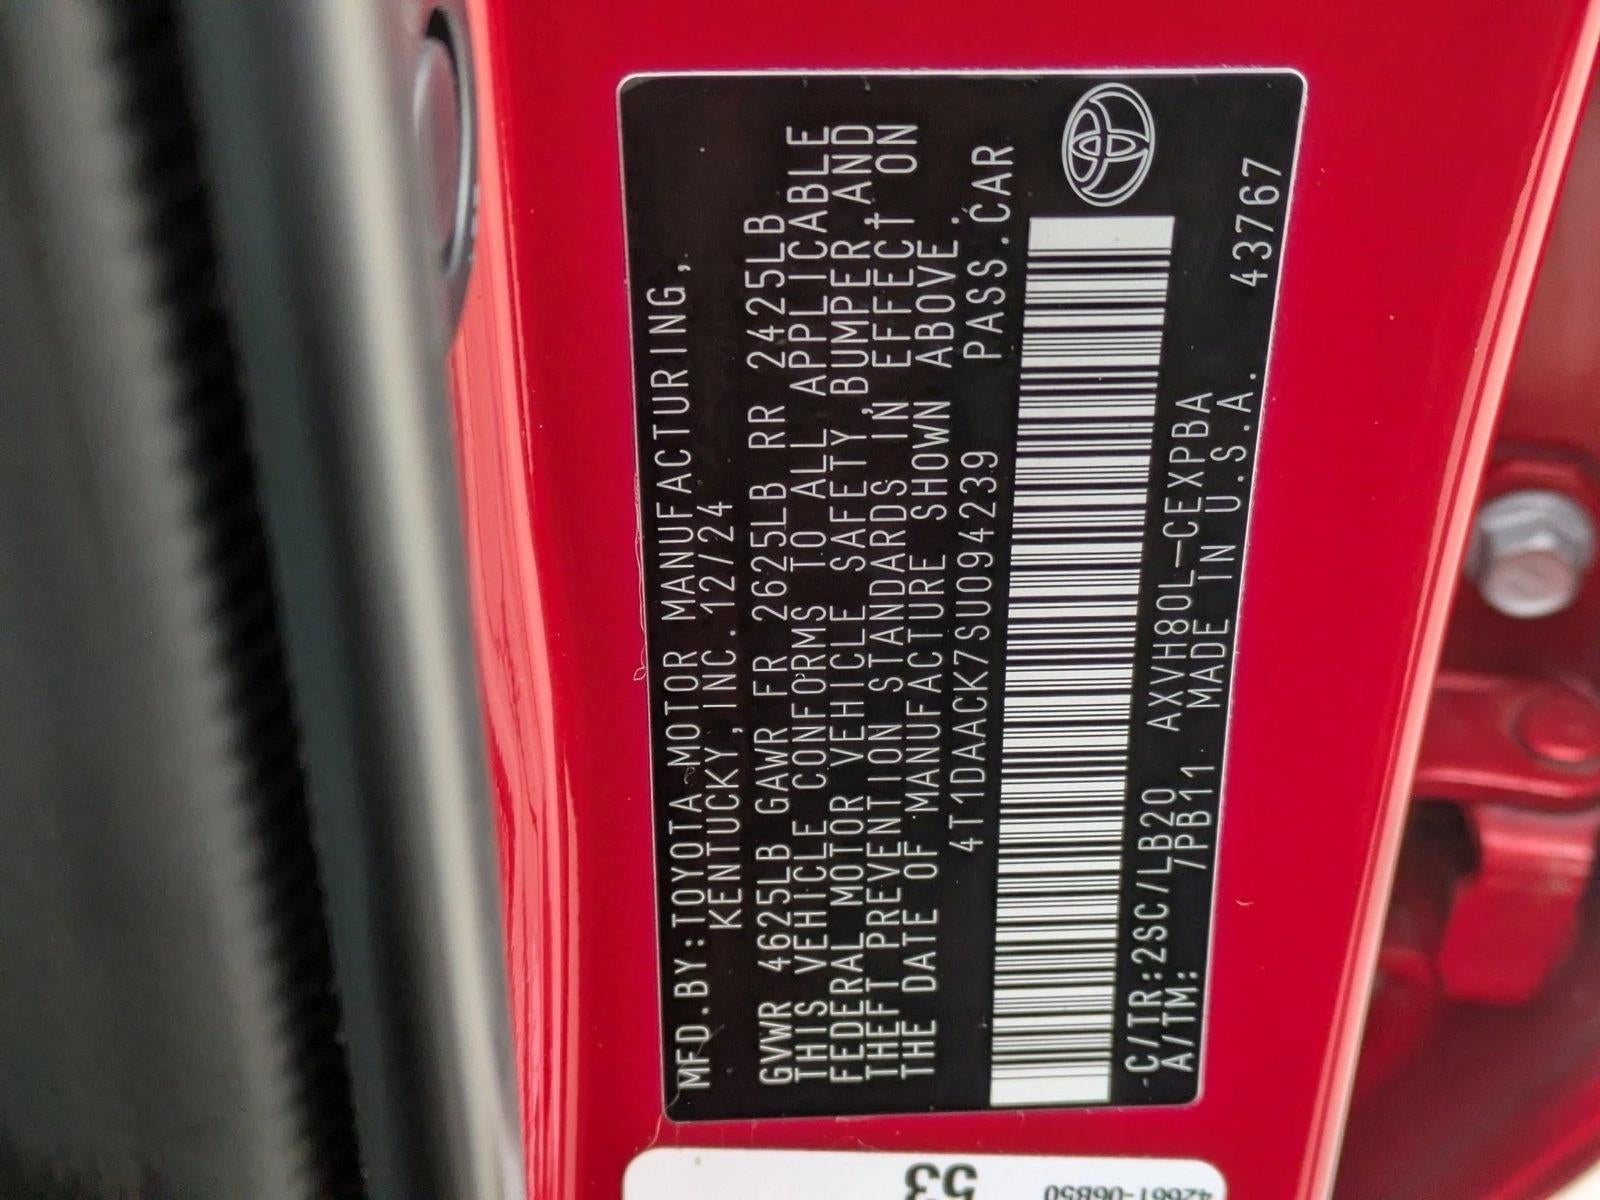 MFD.BY:TOYOTA MOTOR MANUFACTURING,
KENTUCKY,INC.12/24
GVWR 4625LB GAWR FR 2625LB RR 2425LB
THIS VEHICLE CONFORMS TO ALL APPLICABLE
FEDERAL MOTOR VEHICLE SAFETY,BUMPER,AND
THEFT PREVENTION STANDARDS IN EFFECT ON
THE DATE OF MANUFACTURE SHOWN ABOVE.
4T1DAACK7SU094239 PASS.CAR
C/TR:2SC/LB20 AXVH80L-CEXPBA
A/TM: /PB11 MADE IN U.S.A. 43767
53
42661-06B50